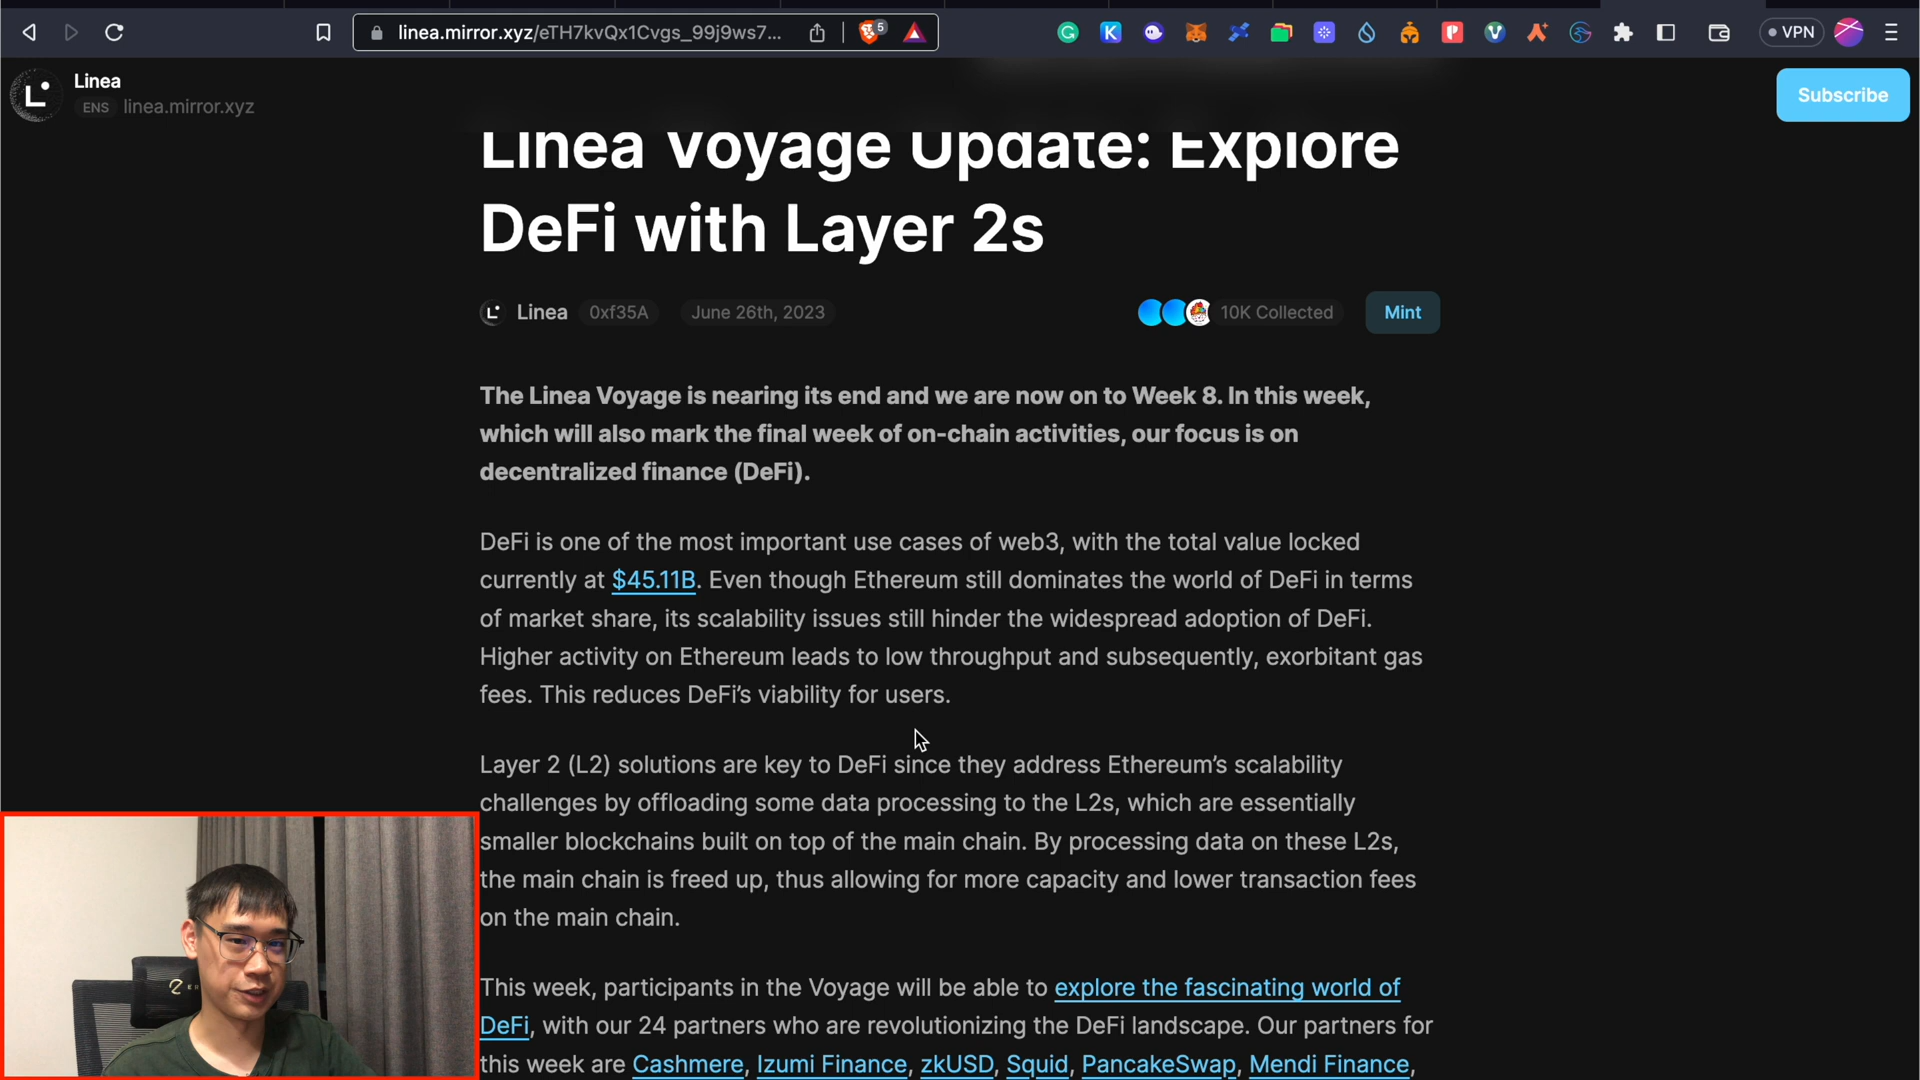 linea.mirror.xyz/eTH7kvQx1Cvgs_99j9ws7...
5
VPN
Linea
ENS linea.mirror.xyz
Subscribe
Linea Voyage Update: Explore
DeFi with Layer 2s
Linea 0xf35A June 26th, 2023 10K Collected Mint
The Linea Voyage is nearing its end and we are now on to Week 8. In this week,
which will also mark the final week of on-chain activities, our focus is on
decentralized finance (DeFi).
DeFi is one of the most important use cases of web3, with the total value locked
currently at $45.11B. Even though Ethereum still dominates the world of DeFi in terms
of market share, its scalability issues still hinder the widespread adoption of DeFi.
Higher activity on Ethereum leads to low throughput and subsequently, exorbitant gas
fees. This reduces DeFi’s viability for users.
Layer 2 (L2) solutions are key to DeFi since they address Ethereum’s scalability
challenges by offloading some data processing to the L2s, which are essentially
smaller blockchains built on top of the main chain. By processing data on these L2s,
the main chain is freed up, thus allowing for more capacity and lower transaction fees
on the main chain.
This week, participants in the Voyage will be able to explore the fascinating world of
DeFi, with our 24 partners who are revolutionizing the DeFi landscape. Our partners for
this week are Cashmere, Izumi Finance, zkUSD, Squid, PancakeSwap, Mendi Finance,